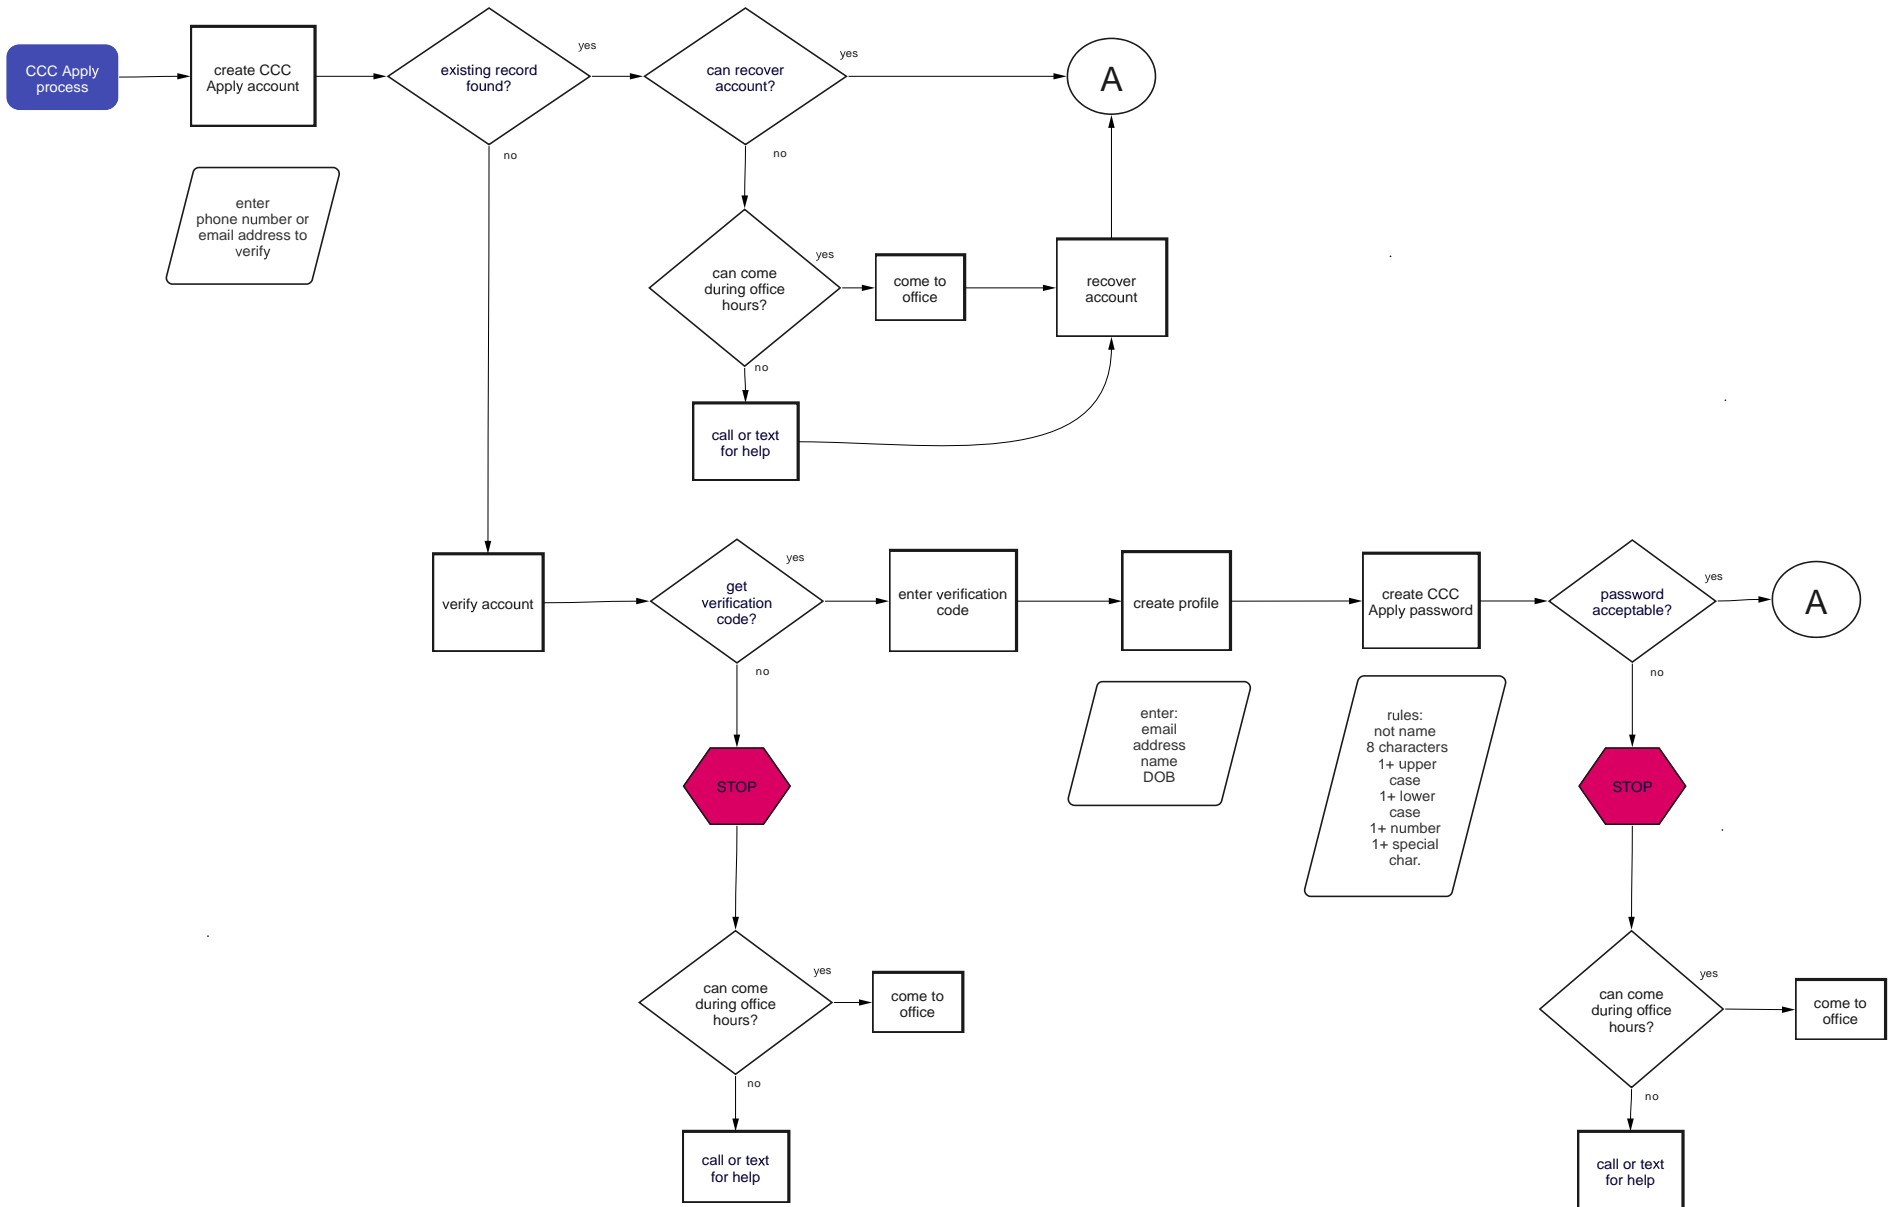 CCC Apply
process
create CCC
Apply account
existing record
found?
yes
no
can recover
account?
yes
no
A
enter
phone number or
email address to
verify
can come
during office
hours?
yes
no
come to
office
recover
account
call or text
for help
verify account
get
verification
code?
yes
no
enter verification
code
create profile
create CCC
Apply password
password
acceptable?
yes
no
A
enter:
email
address
name
DOB
rules:
not name
8 characters
1+ upper
case
1+ lower
case
1+ number
1+ special
char.
STOP
STOP
can come
during office
hours?
yes
no
come to
office
call or text
for help
can come
during office
hours?
yes
no
come to
office
call or text
for help